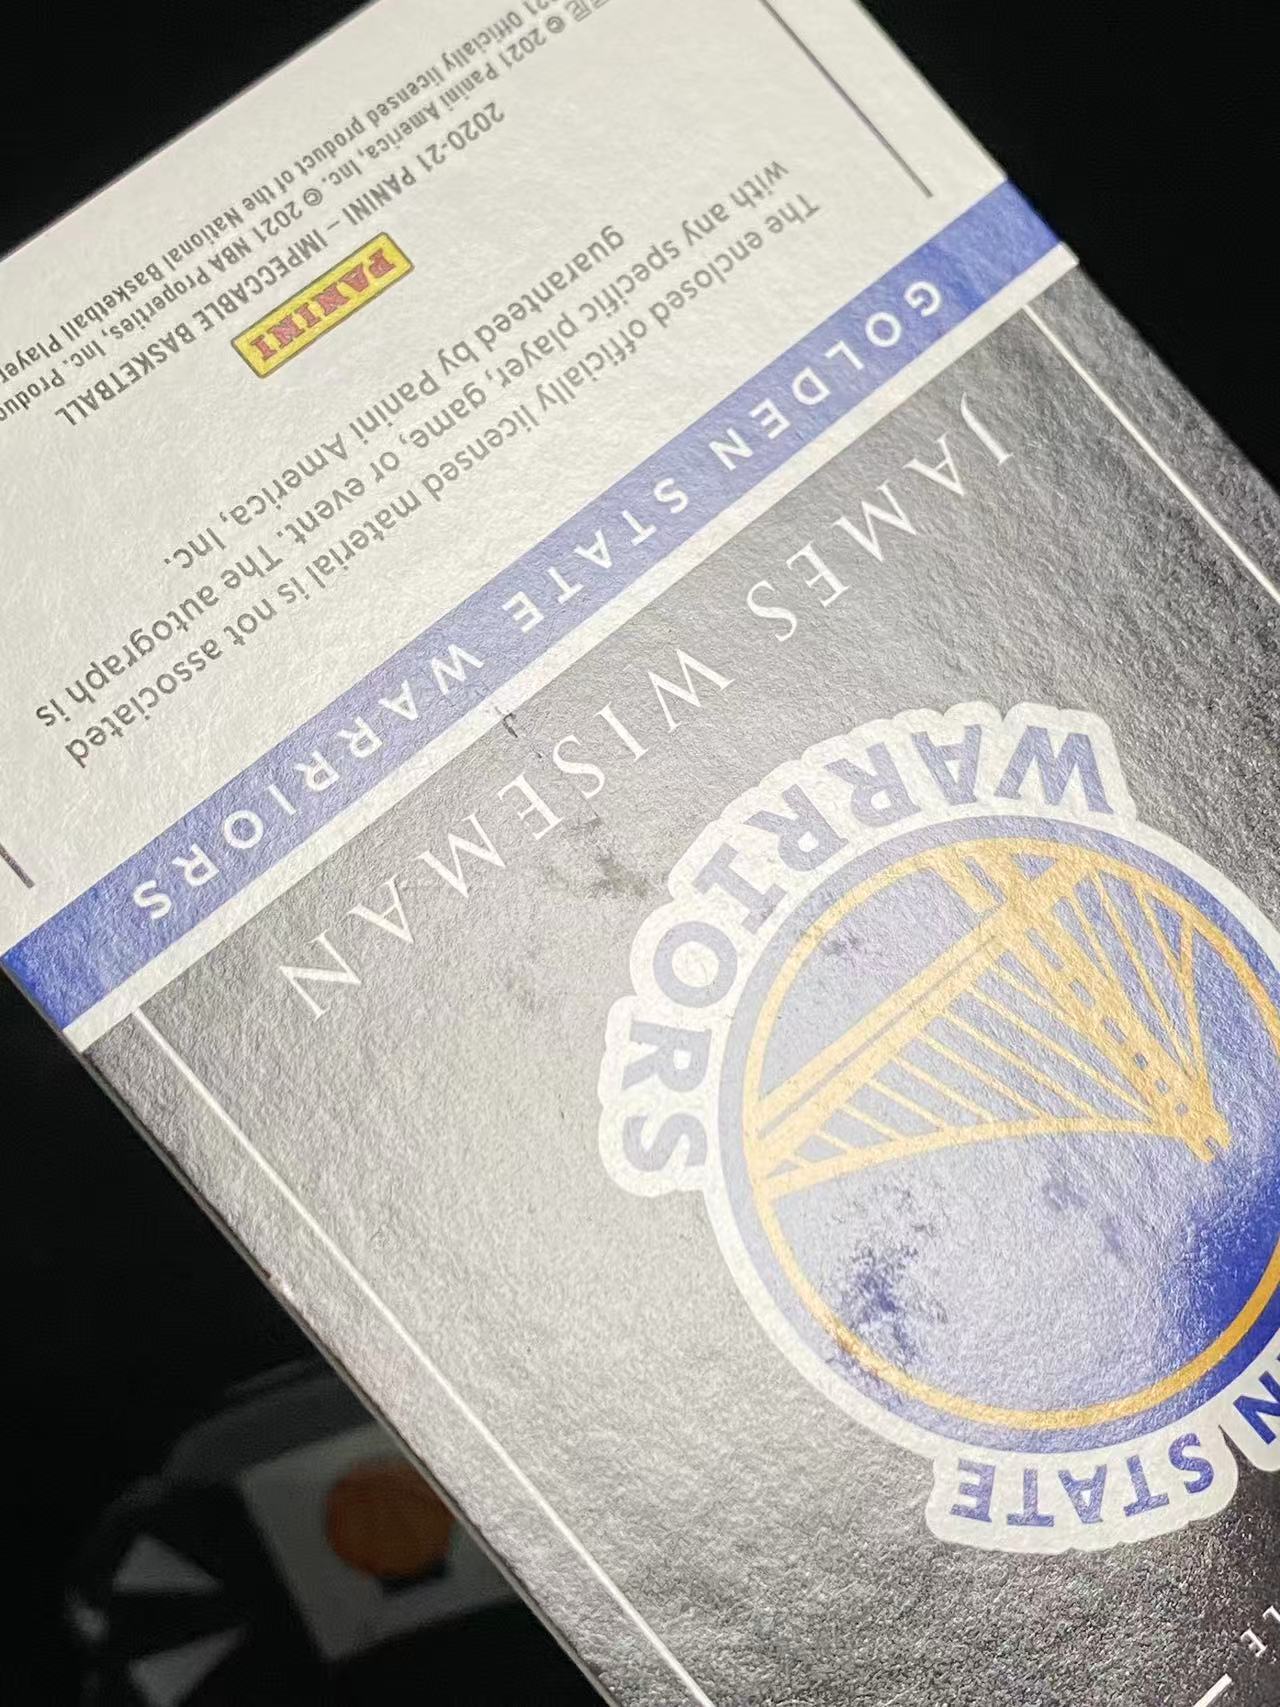 STATE
WARRIORS
JAMES WISEMAN
GOLDEN STATE WARRIORS
The enclosed officially licensed material is not associated
with any specific player, game, or event. The autograph is
guaranteed by Panini America, Inc.
PANINI
2020-21 PANINI – IMPECCABLE BASKETBALL
© 2021 Panini America, Inc. © 2021 NBA Properties, Inc.
Officially licensed product of the National Basketball